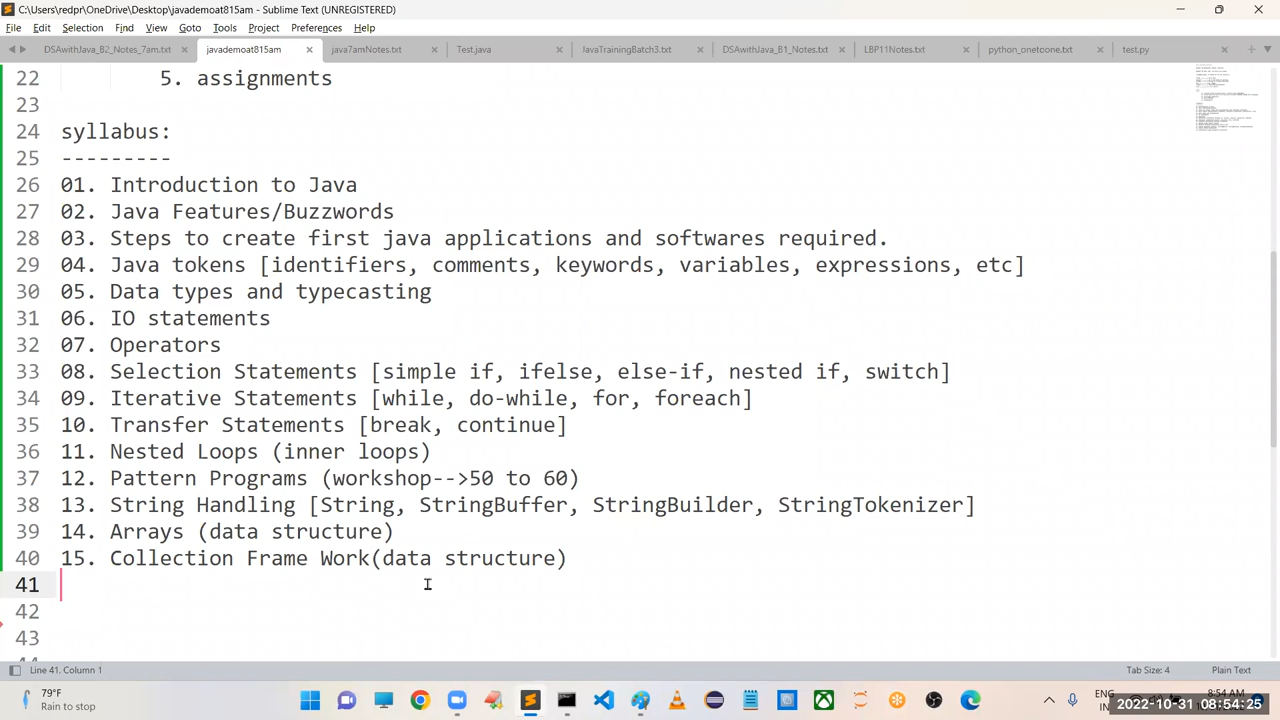 C:\Users\redpr\OneDrive\Desktop\javademoat815am - Sublime Text (UNREGISTERED)
File Edit Selection Find View Goto Tools Project Preferences Help
DSAwithJava_B2_Notes_7am.txt javademoat815am java7amNotes.txt Test.java JavaTrainingBatch3.txt DSAwithJava_B1_Notes.txt LBP11Notes.txt python_onetoone.txt test.py
22 5. assignments
23
24 syllabus:
25 ---------
26 01. Introduction to Java
27 02. Java Features/Buzzwords
28 03. Steps to create first java applications and softwares required.
29 04. Java tokens [identifiers, comments, keywords, variables, expressions, etc]
30 05. Data types and typecasting
31 06. IO statements
32 07. Operators
33 08. Selection Statements [simple if, ifelse, else-if, nested if, switch]
34 09. Iterative Statements [while, do-while, for, foreach]
35 10. Transfer Statements [break, continue]
36 11. Nested Loops (inner loops)
37 12. Pattern Programs (workshop-->50 to 60)
38 13. String Handling [String, StringBuffer, StringBuilder, StringTokenizer]
39 14. Arrays (data structure)
40 15. Collection Frame Work(data structure)
41
42
43
Line 41, Column 1 Tab Size: 4 Plain Text
79°F
Rain to stop
ENG
8:54 AM
2022-10-31 08:54:25